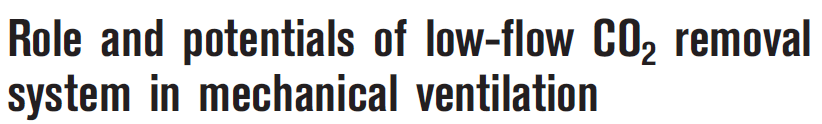 Role and potentials of low-flow CO₂ removal
system in mechanical ventilation